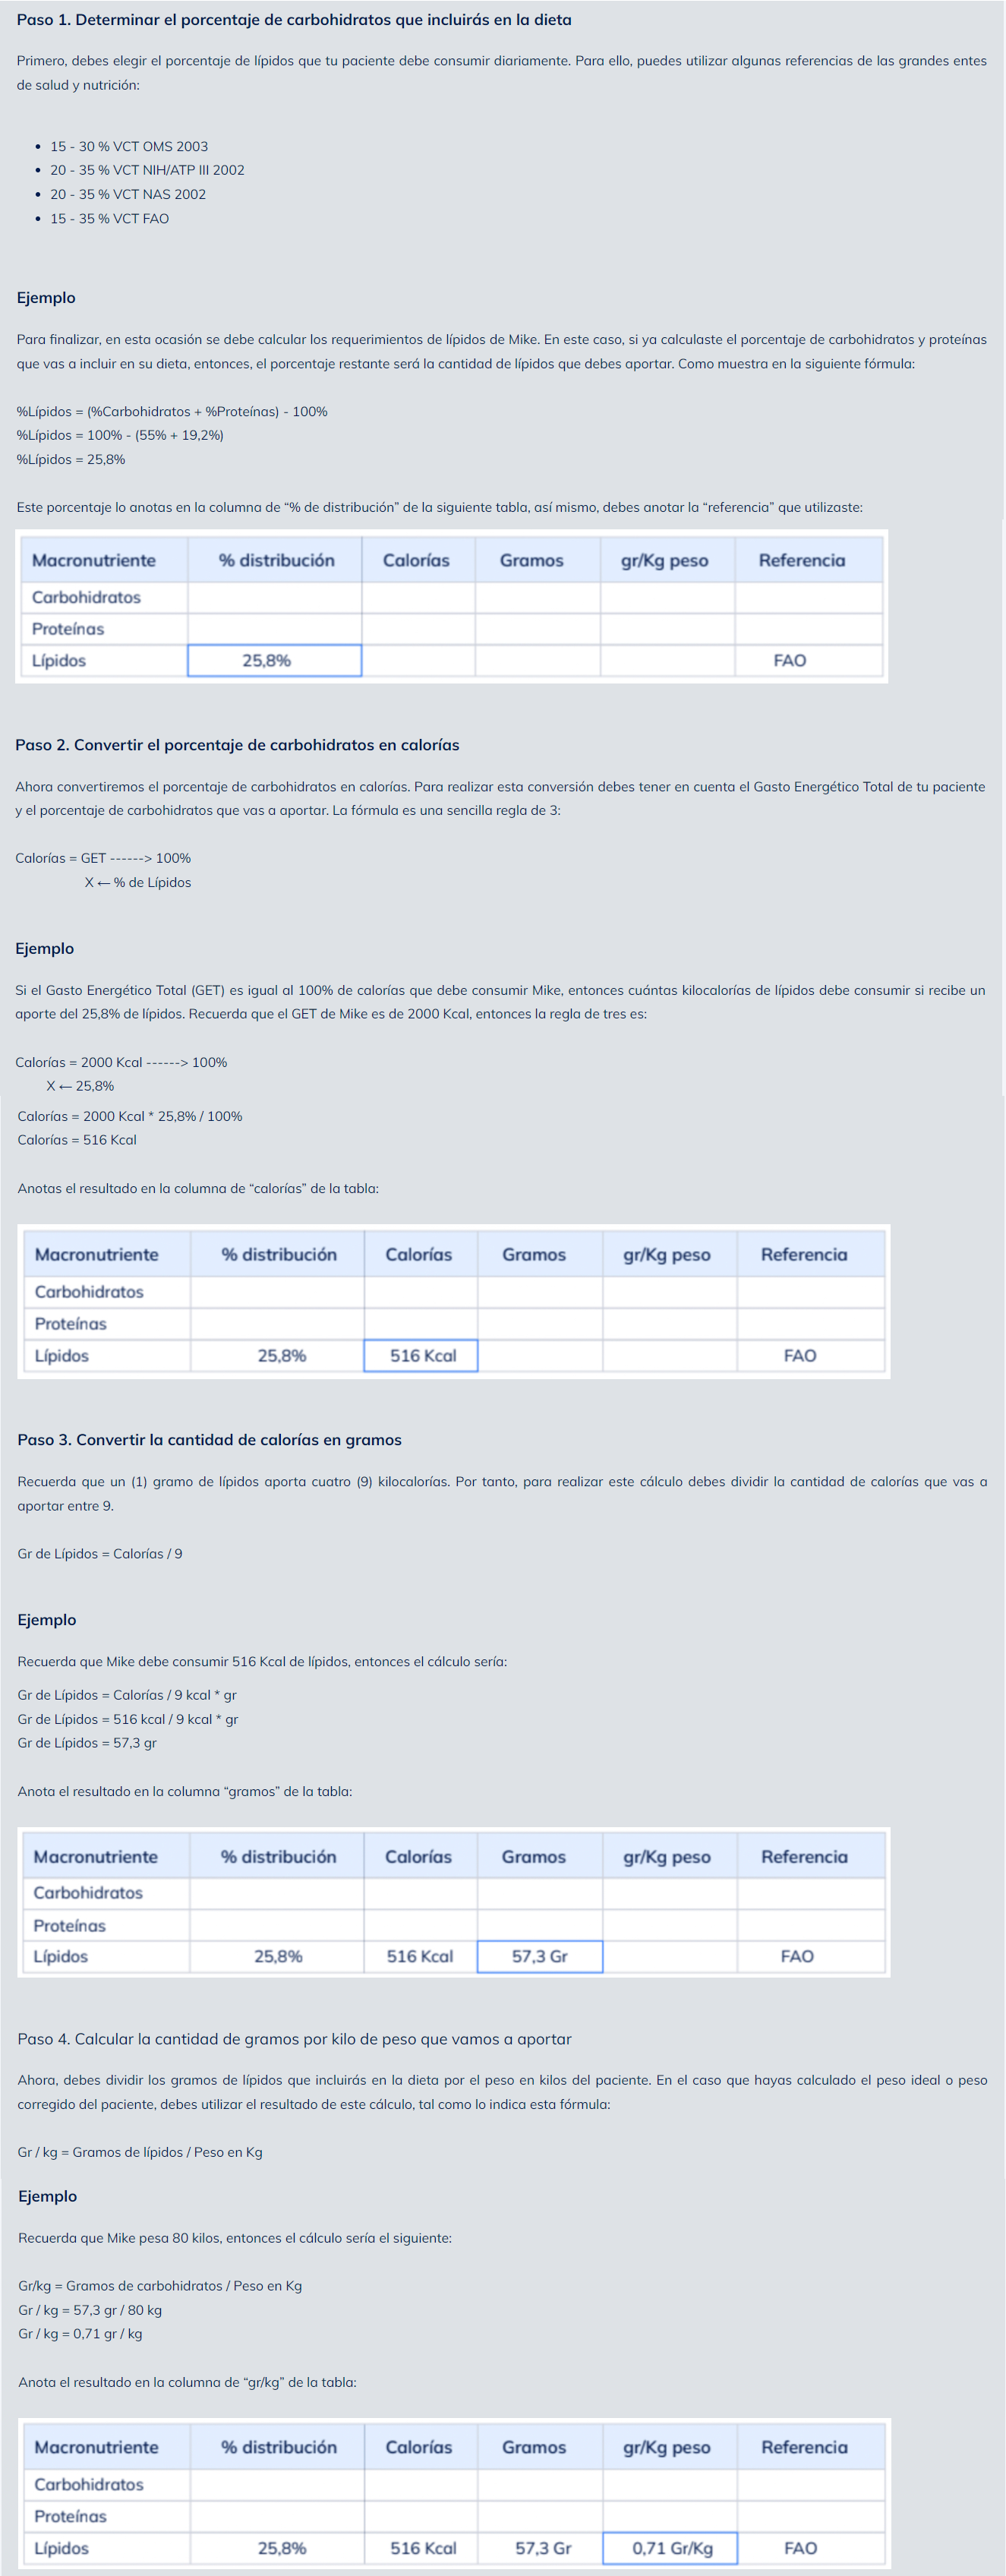 Paso 1. Determinar el porcentaje de carbohidratos que incluirás en la dieta
Primero, debes elegir el porcentaje de lípidos que tu paciente debe consumir diariamente. Para ello, puedes utilizar algunas referencias de las grandes entes
de salud y nutrición:
• 15 - 30 % VCT OMS 2003
• 20 - 35 % VCT NIH/ATP III 2002
• 20 - 35 % VCT NAS 2002
• 15 - 35 % VCT FAO
Ejemplo
Para finalizar, en esta ocasión se debe calcular los requerimientos de lípidos de Mike. En este caso, si ya calculaste el porcentaje de carbohidratos y proteínas
que vas a incluir en su dieta, entonces, el porcentaje restante será la cantidad de lípidos que debes aportar. Como muestra en la siguiente fórmula:
%Lípidos = (%Carbohidratos + %Proteínas) - 100%
%Lípidos = 100% - (55% + 19,2%)
%Lípidos = 25,8%
Este porcentaje lo anotas en la columna de “% de distribución” de la siguiente tabla, así mismo, debes anotar la “referencia” que utilizaste:
Macronutriente % distribución Calorías Gramos gr/Kg peso Referencia
Carbohidratos
Proteínas
Lípidos 25,8% FAO
Paso 2. Convertir el porcentaje de carbohidratos en calorías
Ahora convertiremos el porcentaje de carbohidratos en calorías. Para realizar esta conversión debes tener en cuenta el Gasto Energético Total de tu paciente
y el porcentaje de carbohidratos que vas a aportar. La fórmula es una sencilla regla de 3:
Calorías = GET ------> 100%
X ← % de Lípidos
Ejemplo
Si el Gasto Energético Total (GET) es igual al 100% de calorías que debe consumir Mike, entonces cuántas kilocalorías de lípidos debe consumir si recibe un
aporte del 25,8% de lípidos. Recuerda que el GET de Mike es de 2000 Kcal, entonces la regla de tres es:
Calorías = 2000 Kcal ------> 100%
X ← 25,8%
Calorías = 2000 Kcal * 25,8% / 100%
Calorías = 516 Kcal
Anotas el resultado en la columna de “calorías” de la tabla:
Macronutriente % distribución Calorías Gramos gr/Kg peso Referencia
Carbohidratos
Proteínas
Lípidos 25,8% 516 Kcal FAO
Paso 3. Convertir la cantidad de calorías en gramos
Recuerda que un (1) gramo de lípidos aporta cuatro (9) kilocalorías. Por tanto, para realizar este cálculo debes dividir la cantidad de calorías que vas a
aportar entre 9.
Gr de Lípidos = Calorías / 9
Ejemplo
Recuerda que Mike debe consumir 516 Kcal de lípidos, entonces el cálculo sería:
Gr de Lípidos = Calorías / 9 kcal * gr
Gr de Lípidos = 516 kcal / 9 kcal * gr
Gr de Lípidos = 57,3 gr
Anota el resultado en la columna “gramos” de la tabla:
Macronutriente % distribución Calorías Gramos gr/Kg peso Referencia
Carbohidratos
Proteínas
Lípidos 25,8% 516 Kcal 57,3 Gr FAO
Paso 4. Calcular la cantidad de gramos por kilo de peso que vamos a aportar
Ahora, debes dividir los gramos de lípidos que incluirás en la dieta por el peso en kilos del paciente. En el caso que hayas calculado el peso ideal o peso
corregido del paciente, debes utilizar el resultado de este cálculo, tal como lo indica esta fórmula:
Gr / kg = Gramos de lípidos / Peso en Kg
Ejemplo
Recuerda que Mike pesa 80 kilos, entonces el cálculo sería el siguiente:
Gr/kg = Gramos de carbohidratos / Peso en Kg
Gr / kg = 57,3 gr / 80 kg
Gr / kg = 0,71 gr / kg
Anota el resultado en la columna de “gr/kg” de la tabla:
Macronutriente % distribución Calorías Gramos gr/Kg peso Referencia
Carbohidratos
Proteínas
Lípidos 25,8% 516 Kcal 57,3 Gr 0,71 Gr/Kg FAO